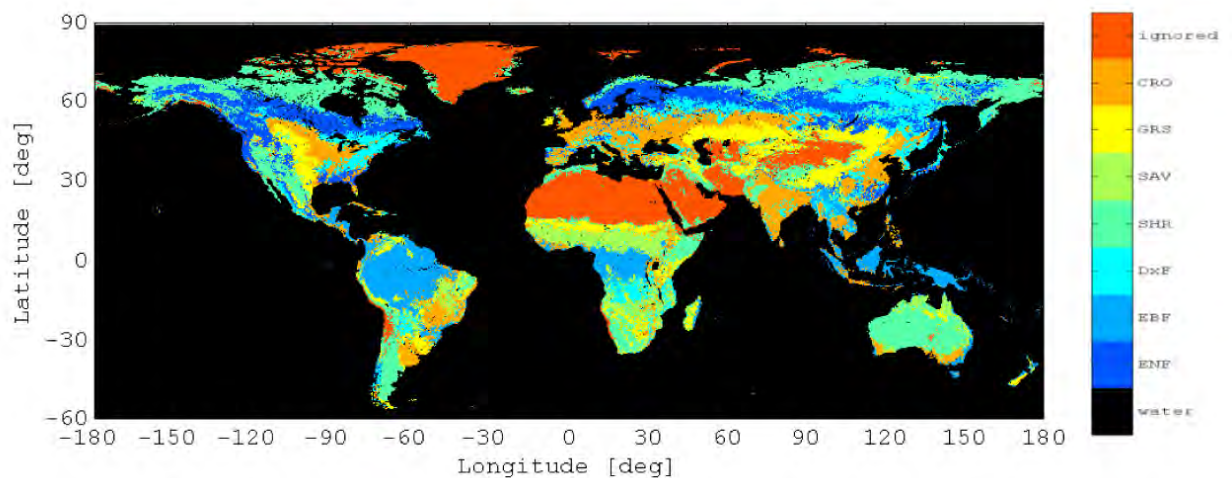 90
60
30
0
-30
-60
Latitude [deg]
-180 -150 -120 -90 -60 -30 0 30 60 90 120 150 180
Longitude [deg]
ignored
CRO
GRS
SAV
SHR
DxF
EBF
ENF
water